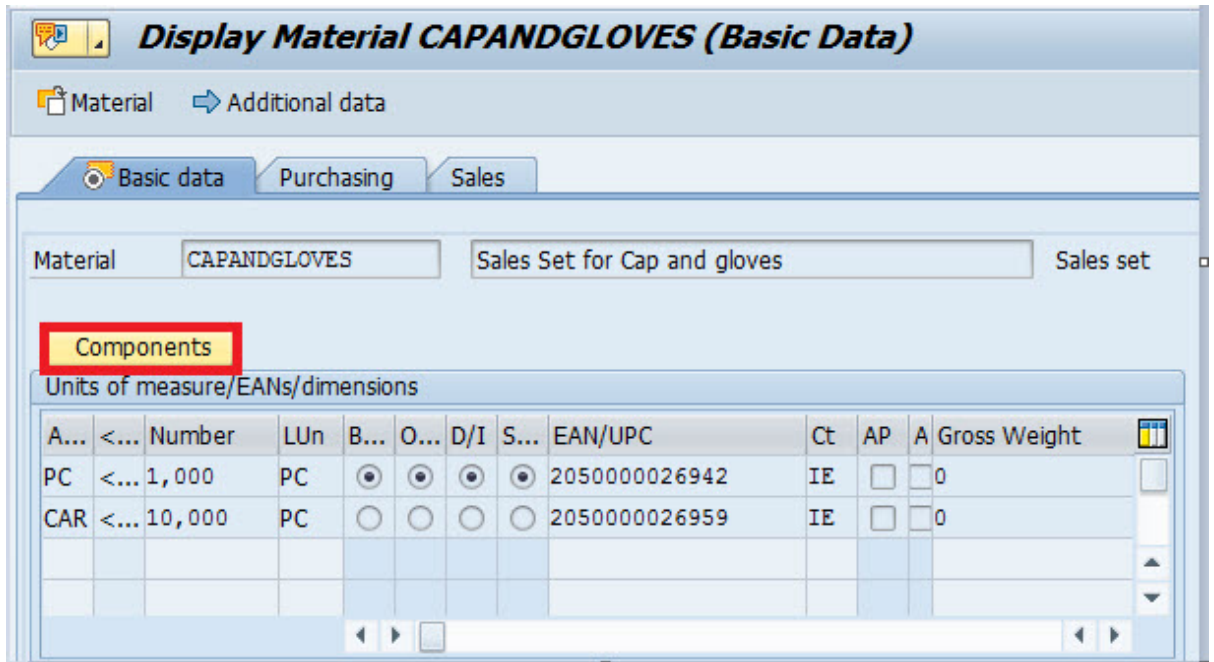 Display Material CAPANDGLOVES (Basic Data)
Material Additional data
Basic data Purchasing Sales
Material CAPANDGLOVES Sales Set for Cap and gloves Sales set
Components
Units of measure/EANs/dimensions
A... <... Number LUn B... O... D/I S... EAN/UPC Ct AP A Gross Weight
PC <... 1,000 PC 2050000026942 IE 0
CAR <... 10,000 PC 2050000026959 IE 0